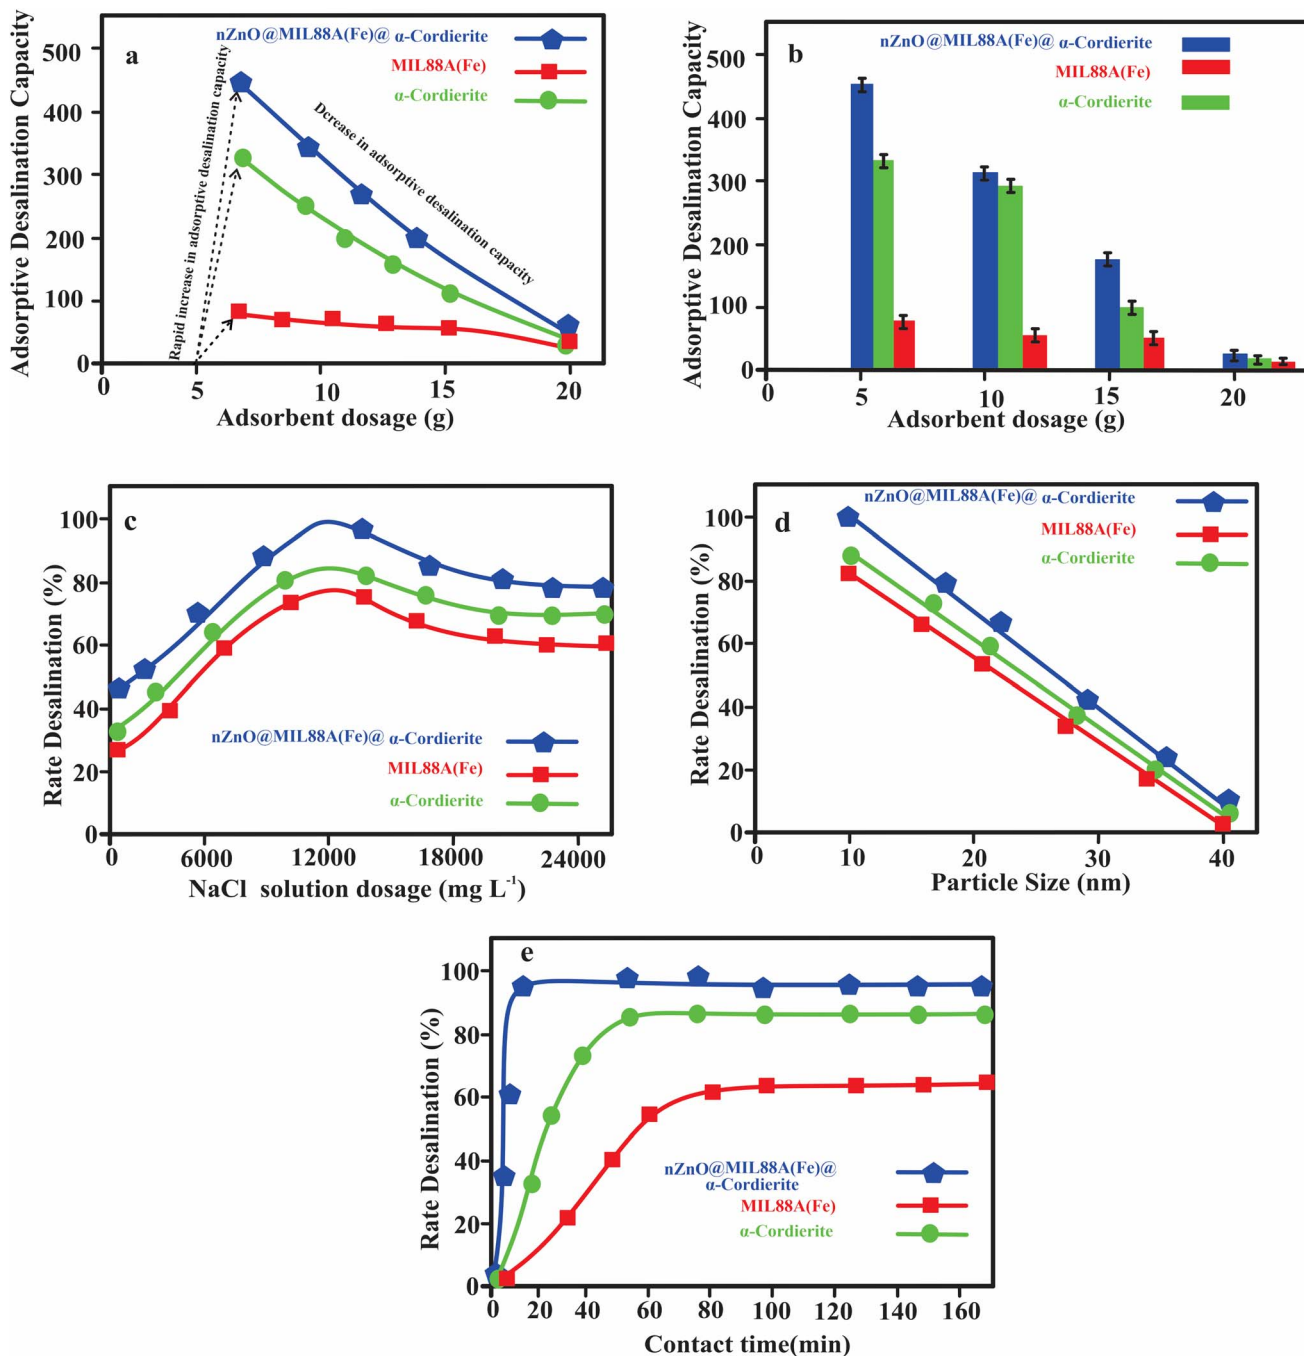 a
nZnO@MIL88A(Fe)@ α-Cordierite
MIL88A(Fe)
α-Cordierite
Rapid increase in adsorptive desalination capacity
Dcrease in adsorptive desalination capacity
Adsorptive Desalination Capacity
500
400
300
200
100
0
0 5 10 15 20
Adsorbent dosage (g)
b
nZnO@MIL88A(Fe)@ α-Cordierite
MIL88A(Fe)
α-Cordierite
Adsorptive Desalination Capacity
500
400
300
200
100
0
0 5 10 15 20
Adsorbent dosage (g)
c
Rate Desalination (%)
100
80
60
40
20
0
nZnO@MIL88A(Fe)@ α-Cordierite
MIL88A(Fe)
α-Cordierite
0 6000 12000 18000 24000
NaCl solution dosage (mg L⁻¹)
d
nZnO@MIL88A(Fe)@ α-Cordierite
MIL88A(Fe)
α-Cordierite
Rate Desalination (%)
100
80
60
40
20
0
0 10 20 30 40
Particle Size (nm)
e
Rate Desalination (%)
100
80
60
40
20
0
nZnO@MIL88A(Fe)@
α-Cordierite
MIL88A(Fe)
α-Cordierite
0 20 40 60 80 100 120 140 160
Contact time(min)